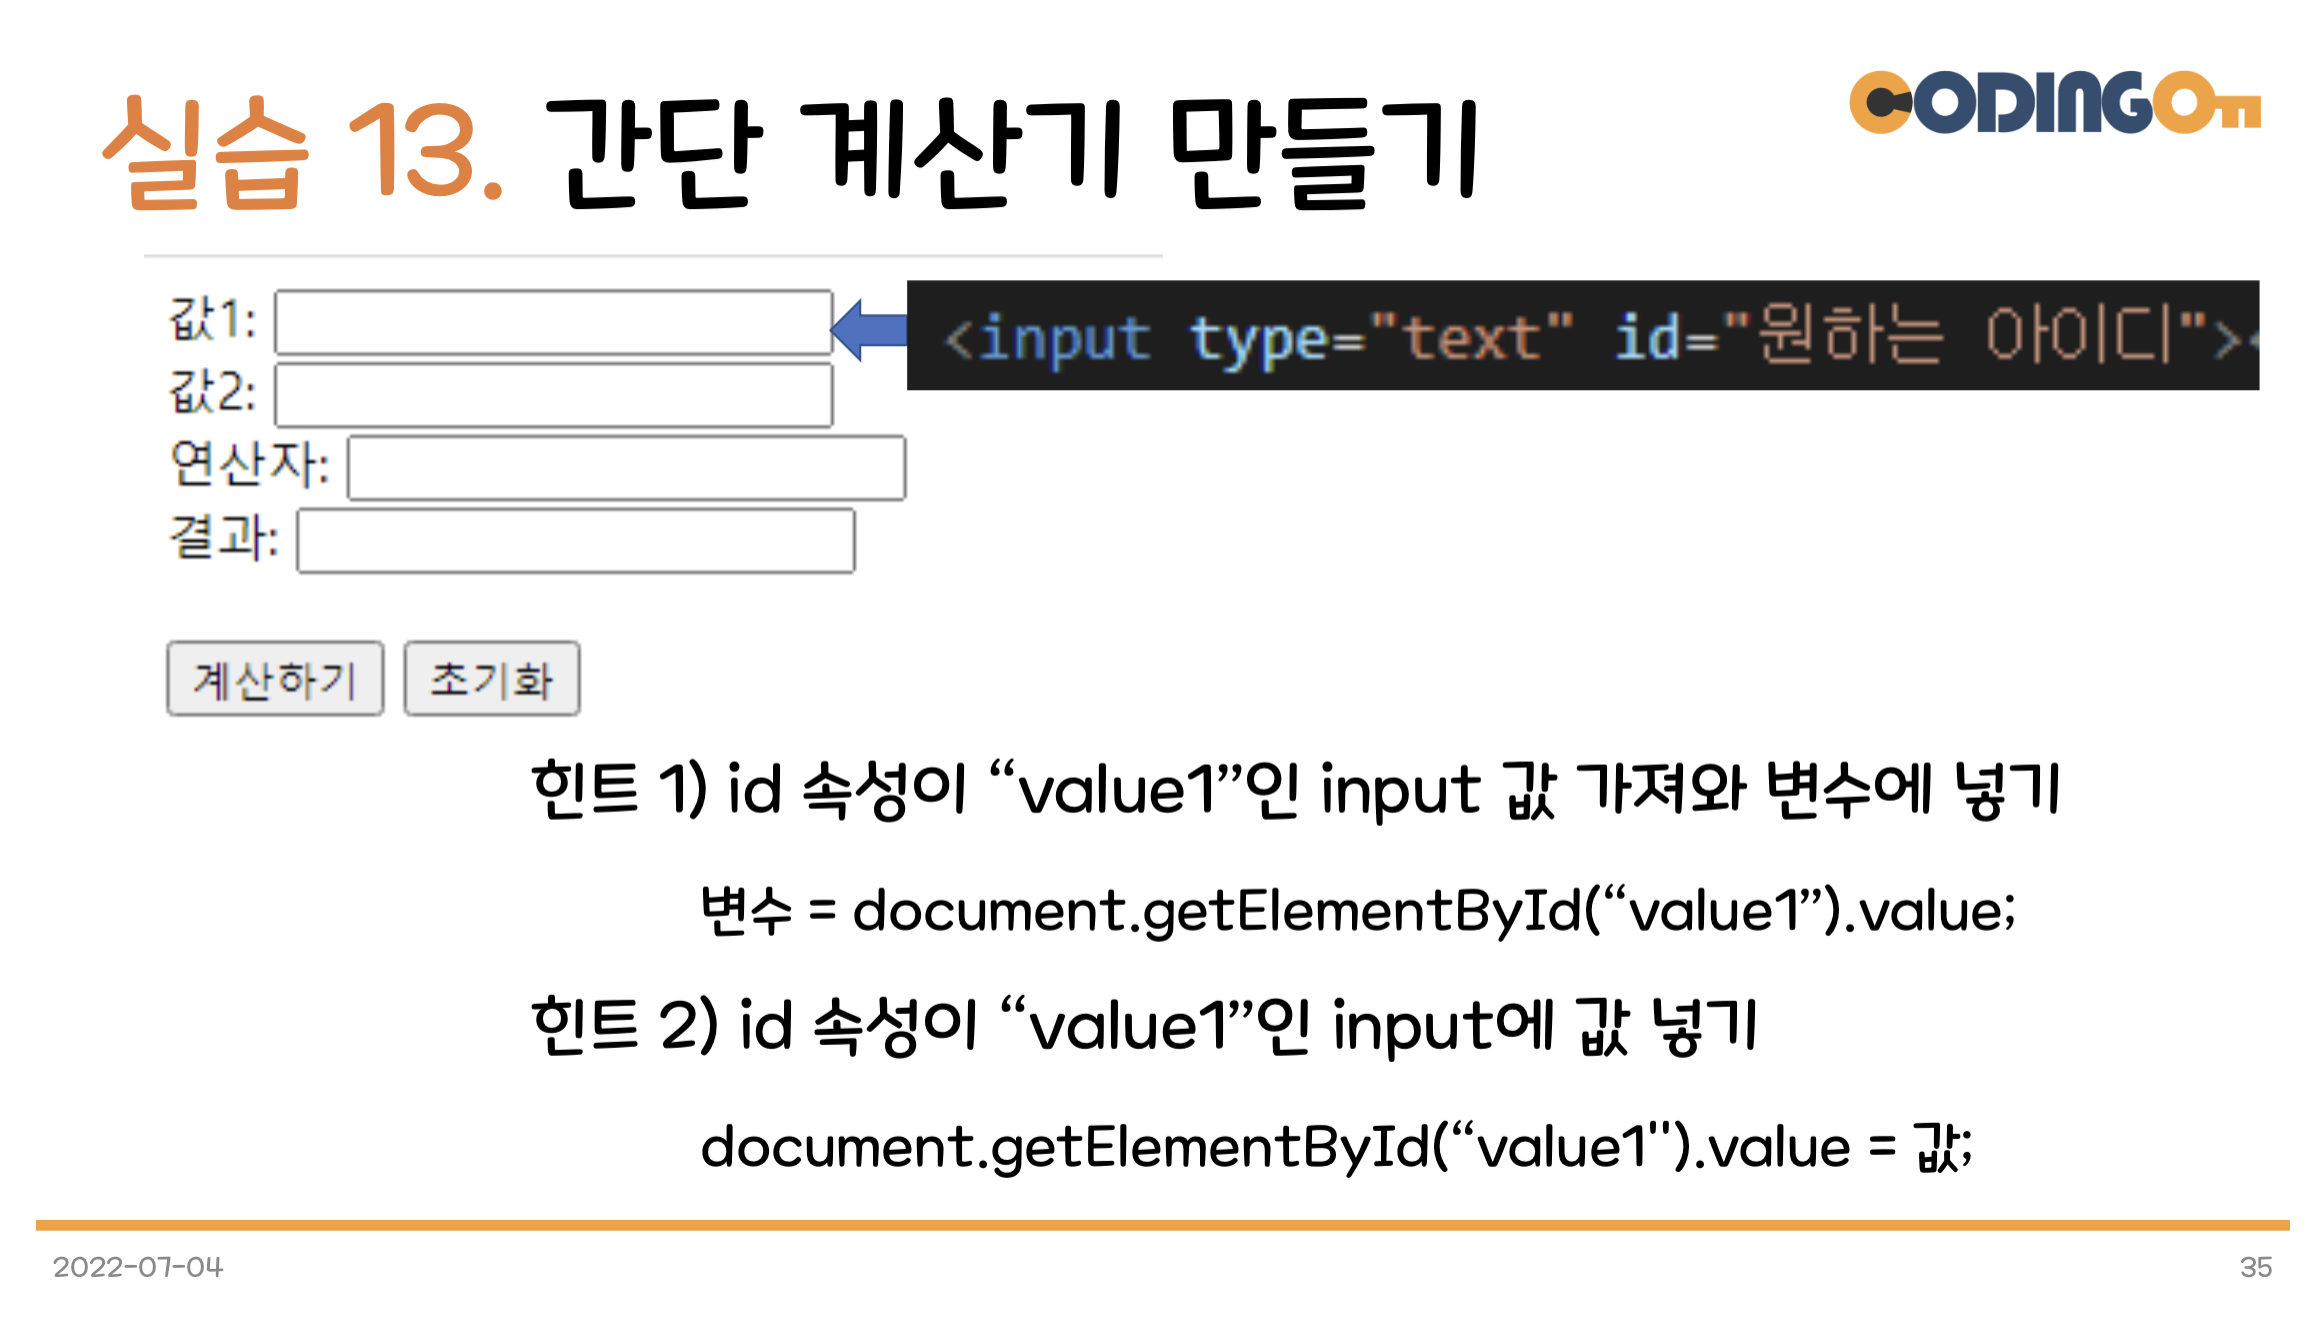 실습 13. 간단 계산기 만들기
CODINGOn
값1:
<input type="text" id="원하는 아이디"><
값2:
연산자:
결과:
계산하기 초기화
힌트 1) id 속성이 “value1”인 input 값 가져와 변수에 넣기
변수 = document.getElementById(“value1”).value;
힌트 2) id 속성이 “value1”인 input에 값 넣기
document.getElementById(“value1").value = 값;
2022-07-04
35